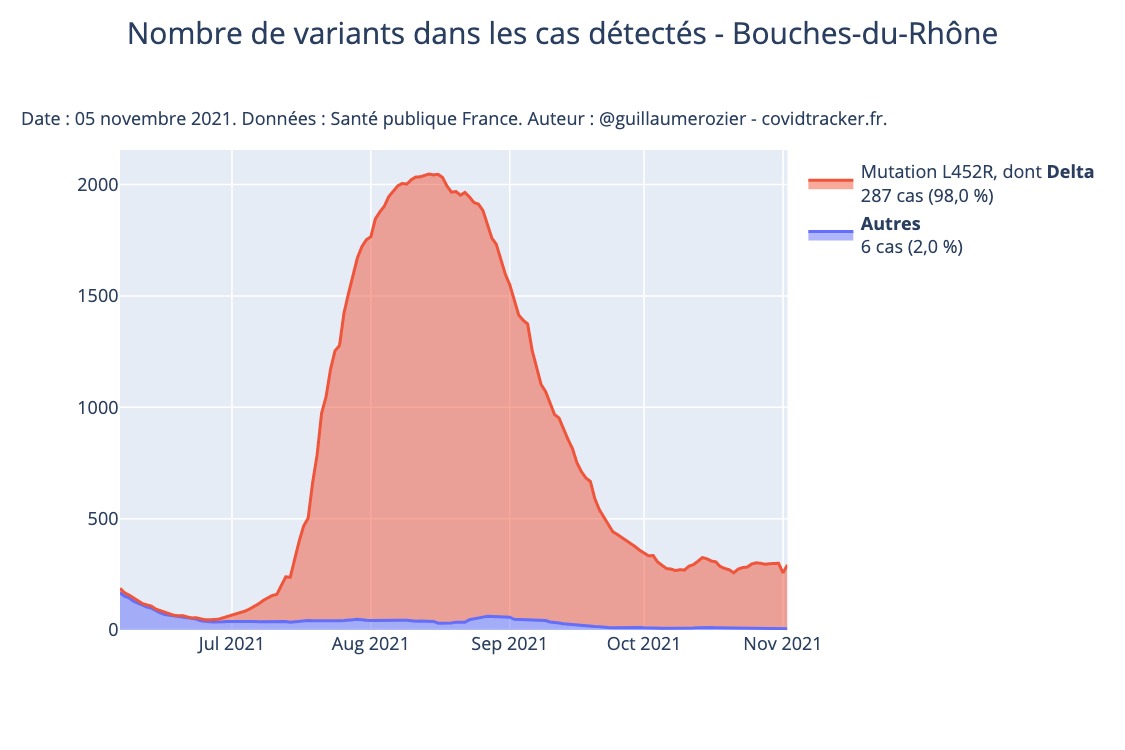 Nombre de variants dans les cas détectés - Bouches-du-Rhône
Date : 05 novembre 2021. Données : Santé publique France. Auteur : @guillaumerozier - covidtracker.fr.
Mutation L452R, dont Delta
287 cas (98,0 %)
Autres
6 cas (2,0 %)
2000
1500
1000
500
0
Jul 2021 Aug 2021 Sep 2021 Oct 2021 Nov 2021